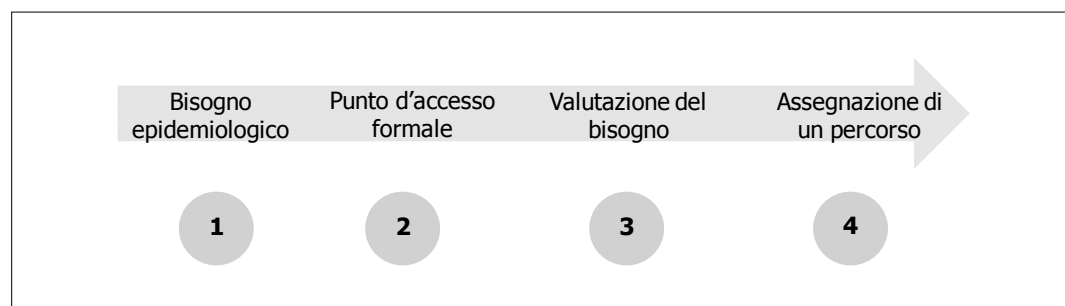 Bisogno
epidemiologico
Punto d’accesso
formale
Valutazione del
bisogno
Assegnazione di
un percorso
1
2
3
4